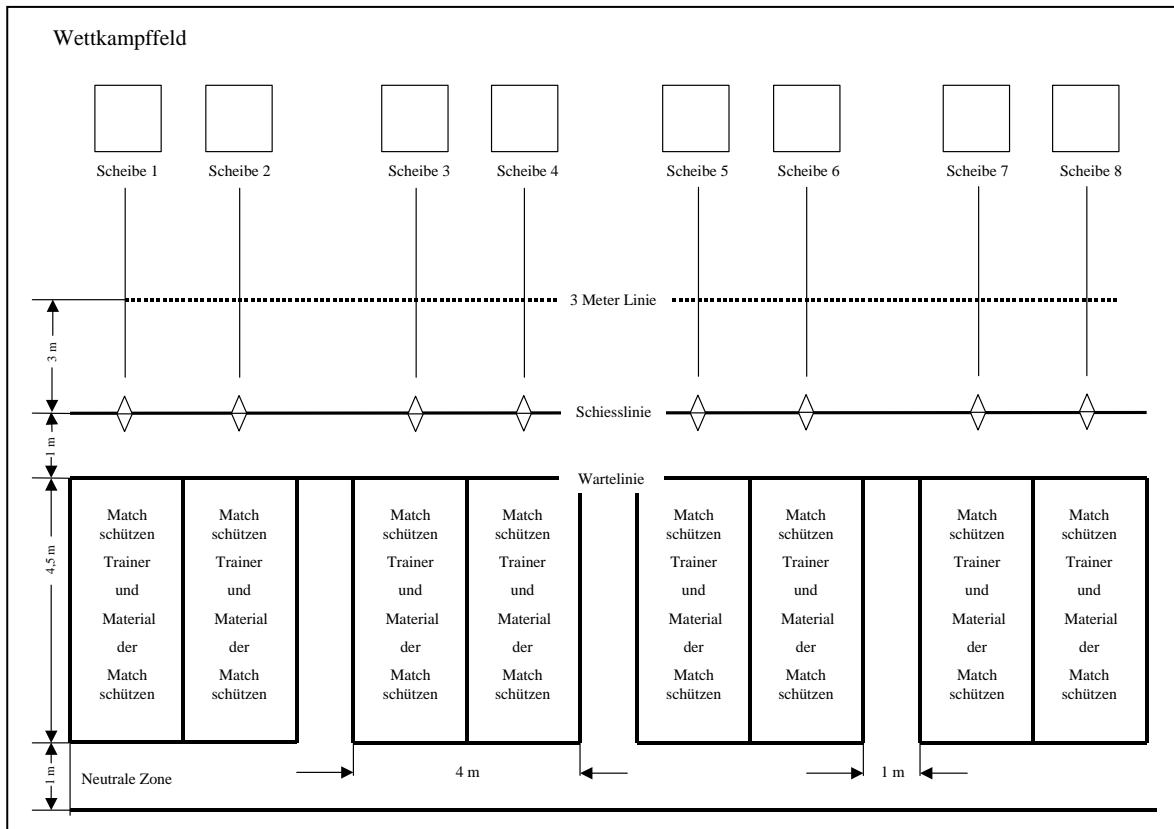 Wettkampffeld
Scheibe 1 Scheibe 2 Scheibe 3 Scheibe 4 Scheibe 5 Scheibe 6 Scheibe 7 Scheibe 8
3 Meter Linie
3 m
Schiesslinie
1 m
Wartelinie
4,5 m
Match Match Match Match Match Match Match Match
schützen schützen schützen schützen schützen schützen schützen schützen
Trainer Trainer Trainer Trainer Trainer Trainer Trainer Trainer
und und und und und und und und
Material Material Material Material Material Material Material Material
der der der der der der der der
Match Match Match Match Match Match Match Match
schützen schützen schützen schützen schützen schützen schützen schützen
1 m
Neutrale Zone 4 m 1 m